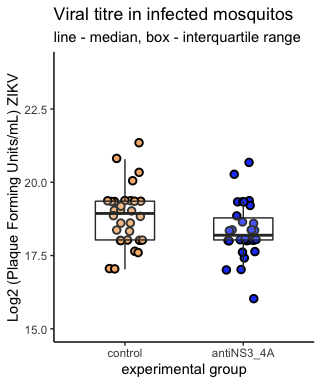 Viral titre in infected mosquitos
line - median, box - interquartile range
Log2 (Plaque Forming Units/mL) ZIKV
22.5
20.0
17.5
15.0
control
antiNS3_4A
experimental group